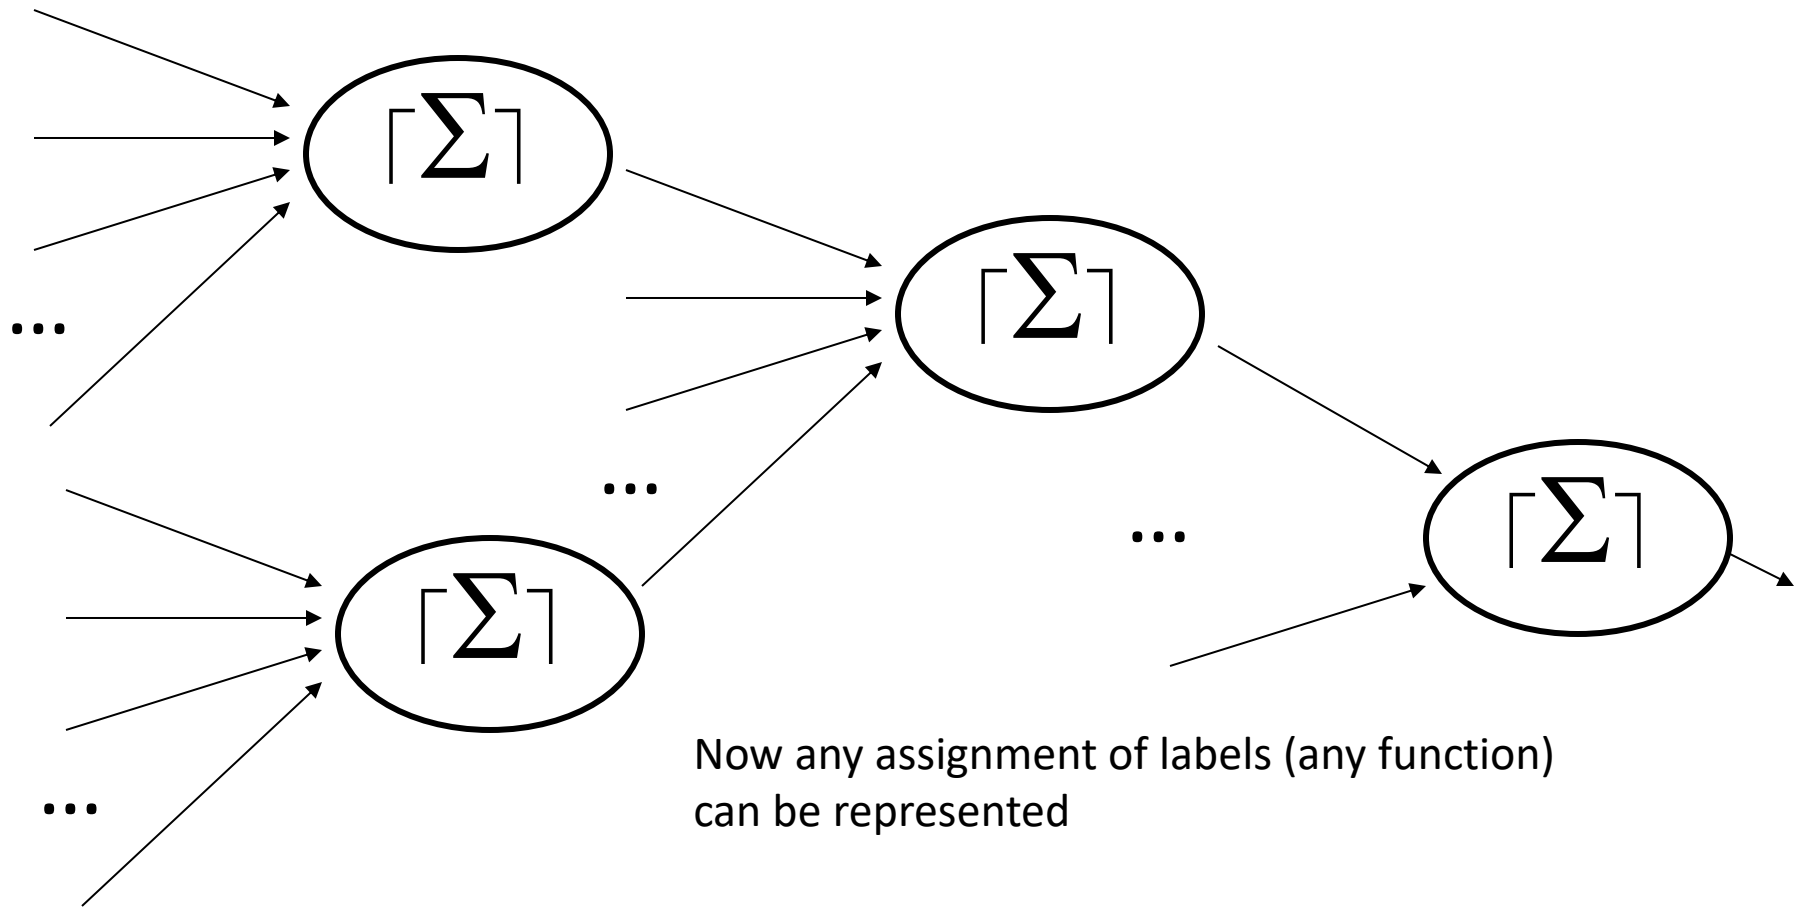 ⌈Σ⌉
⌈Σ⌉
...
...
...
⌈Σ⌉
⌈Σ⌉
Now any assignment of labels (any function)
can be represented
...